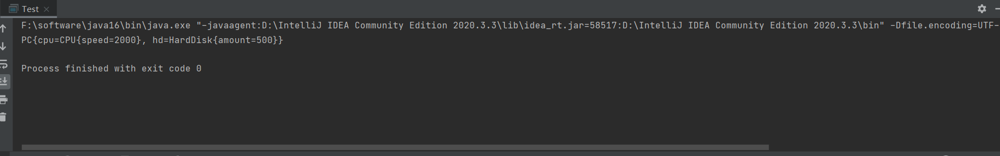 Test
F:\software\java16\bin\java.exe "-javaagent:D:\IntelliJ IDEA Community Edition 2020.3.3\lib\idea_rt.jar=58517:D:\IntelliJ IDEA Community Edition 2020.3.3\bin" -Dfile.encoding=UTF-
PC{cpu=CPU{speed=2000}, hd=HardDisk{amount=500}}
Process finished with exit code 0